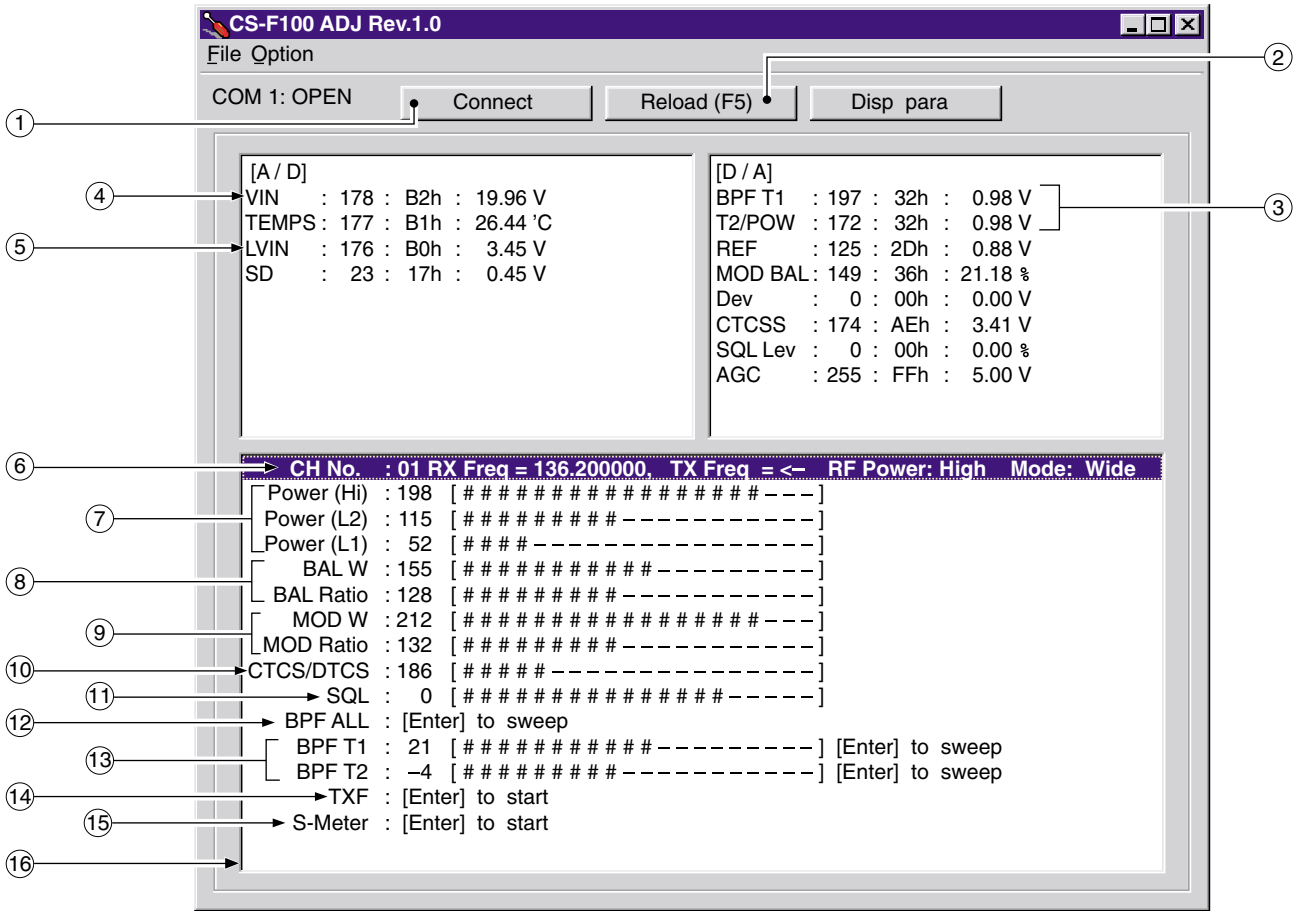 CS-F100 ADJ Rev.1.0
File Option
②
COM 1: OPEN
Connect
Reload (F5)
Disp para
①
[A / D]
④ VIN : 178 : B2h : 19.96 V
TEMPS : 177 : B1h : 26.44 'C
⑤ LVIN : 176 : B0h : 3.45 V
SD : 23 : 17h : 0.45 V
[D / A]
BPF T1 : 197 : 32h : 0.98 V
T2/POW : 172 : 32h : 0.98 V
③
REF : 125 : 2Dh : 0.88 V
MOD BAL : 149 : 36h : 21.18 %
Dev : 0 : 00h : 0.00 V
CTCSS : 174 : AEh : 3.41 V
SQL Lev : 0 : 00h : 0.00 %
AGC : 255 : FFh : 5.00 V
⑥ CH No. : 01 RX Freq = 136.200000, TX Freq = <– RF Power: High Mode: Wide
Power (Hi) : 198 [ # # # # # # # # # # # # # # # # # – – – ]
⑦ Power (L2) : 115 [ # # # # # # # # # – – – – – – – – – – – ]
Power (L1) : 52 [ # # # # – – – – – – – – – – – – – – – – ]
⑧ BAL W : 155 [ # # # # # # # # # # # – – – – – – – – – ]
BAL Ratio : 128 [ # # # # # # # # # – – – – – – – – – – – ]
⑨ MOD W : 212 [ # # # # # # # # # # # # # # # # # – – – ]
MOD Ratio : 132 [ # # # # # # # # # – – – – – – – – – – – ]
⑩ CTCS/DTCS : 186 [ # # # # # – – – – – – – – – – – – – – – ]
⑪ SQL : 0 [ # # # # # # # # # # # # # # # – – – – – ]
⑫ BPF ALL : [Enter] to sweep
⑬ BPF T1 : 21 [ # # # # # # # # # # # – – – – – – – – – ] [Enter] to sweep
BPF T2 : –4 [ # # # # # # # # # – – – – – – – – – – – ] [Enter] to sweep
⑭ TXF : [Enter] to start
⑮ S-Meter : [Enter] to start
⑯